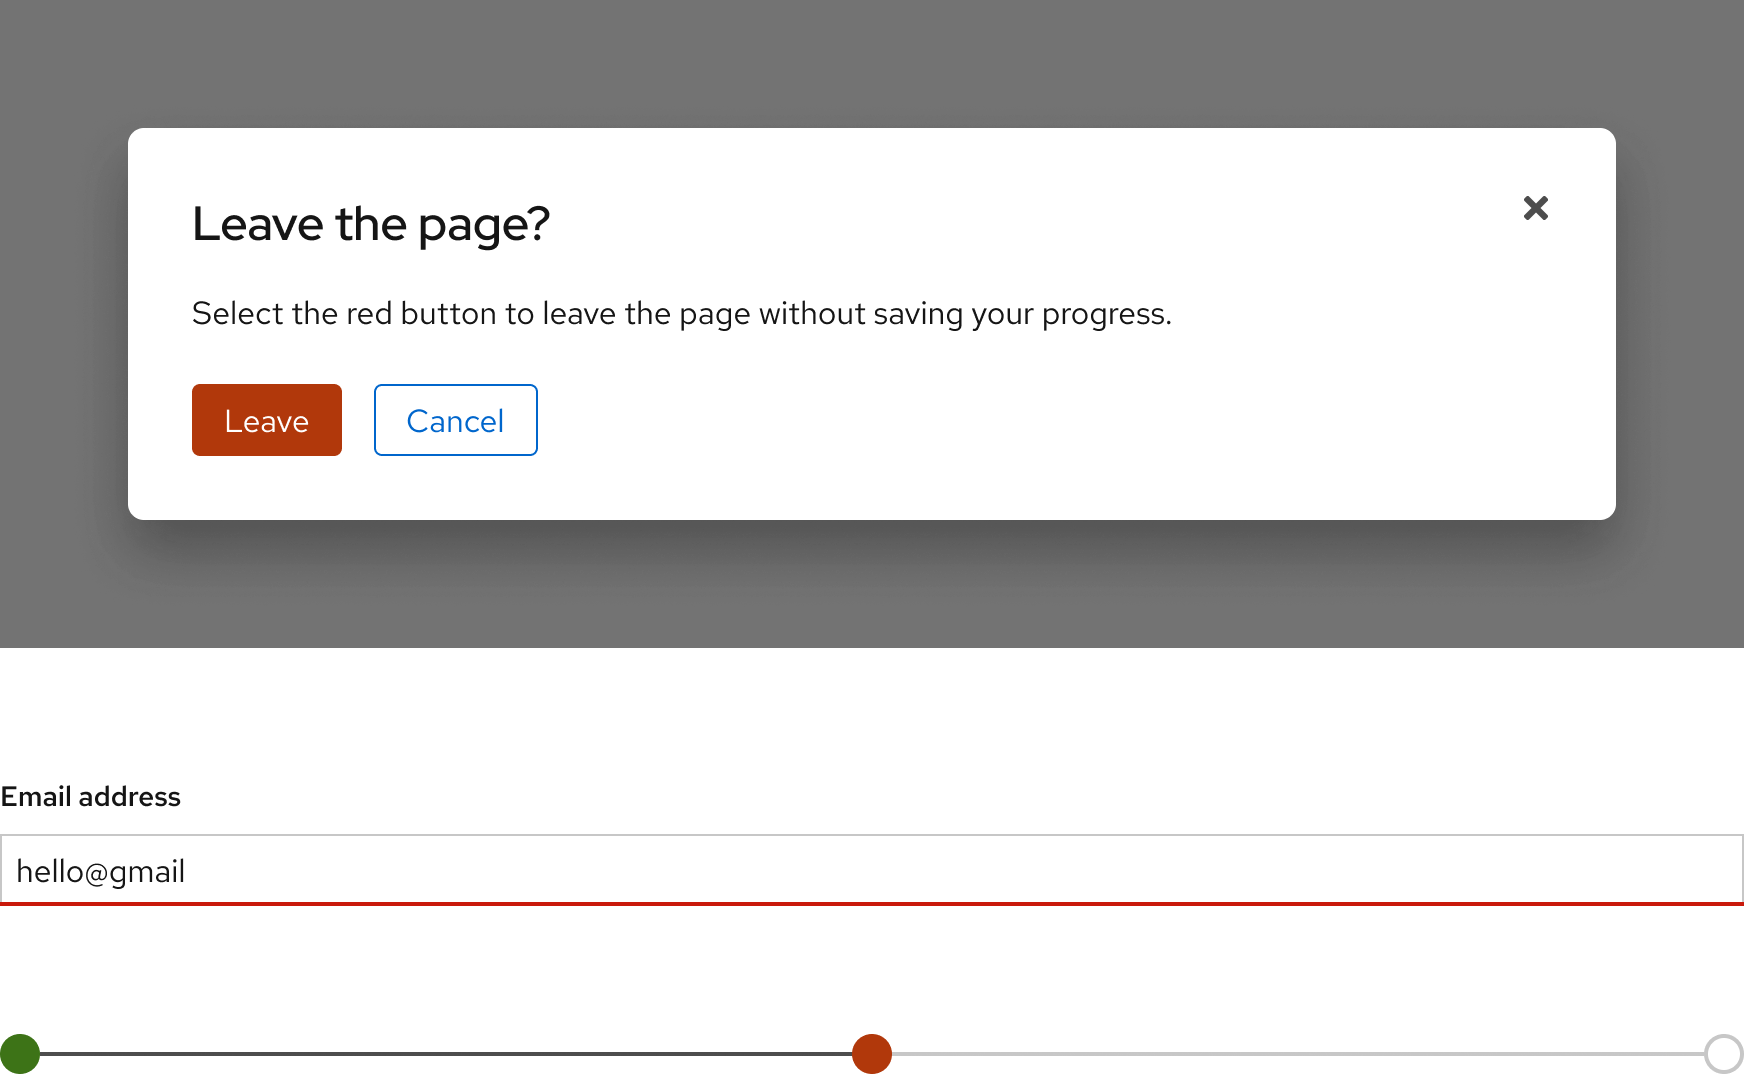 Leave the page?
Select the red button to leave the page without saving your progress.
Leave
Cancel
Email address
hello@gmail